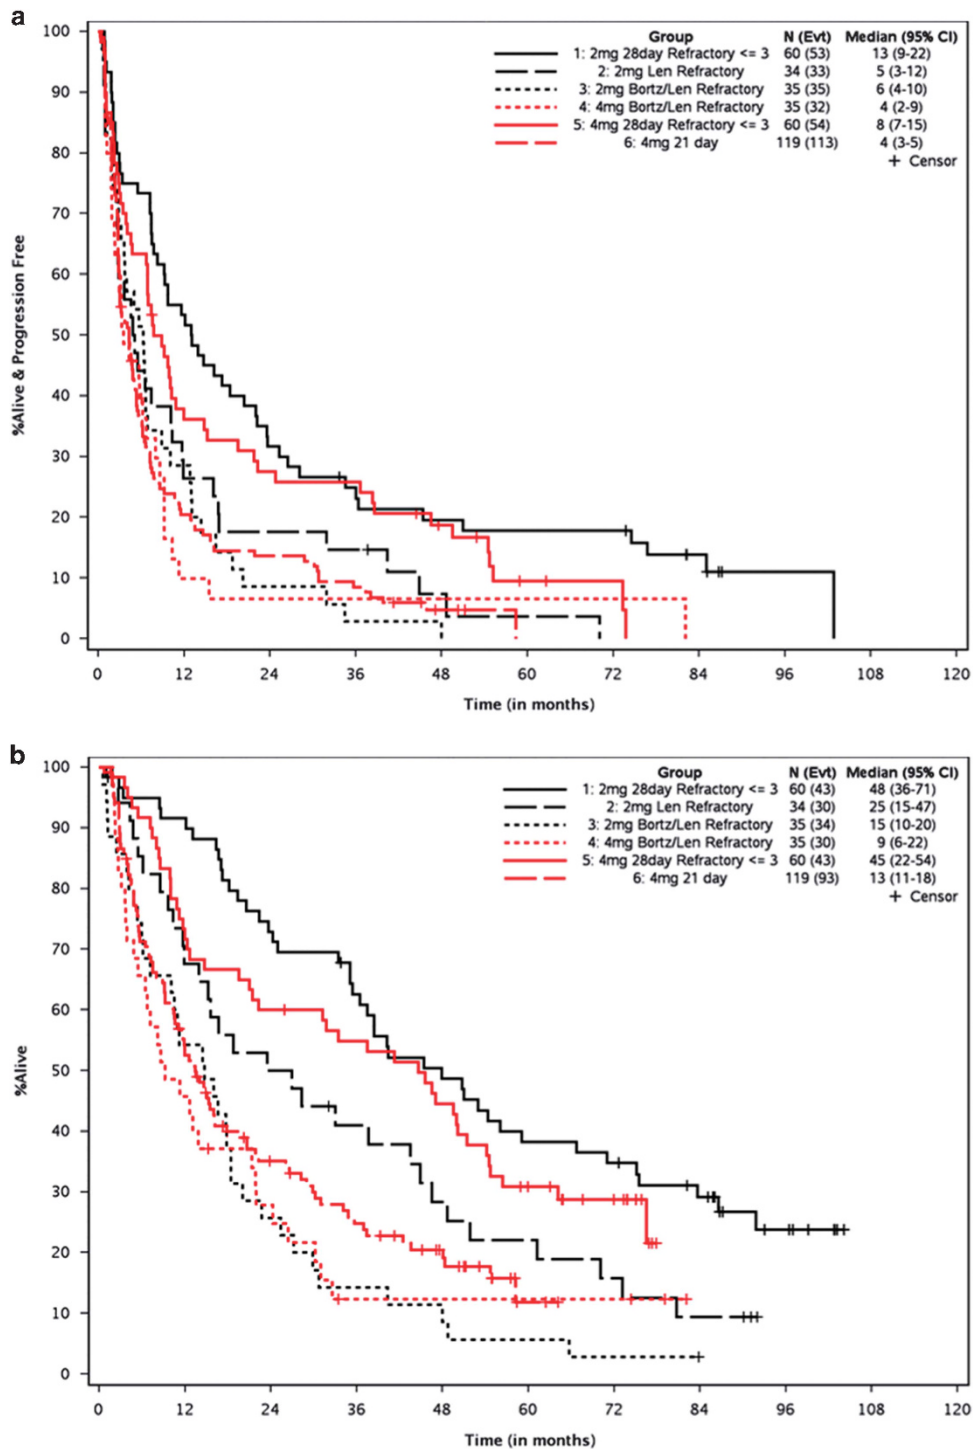 a
Group N (Evt) Median (95% CI)
1: 2mg 28day Refractory <= 3 60 (53) 13 (9-22)
2: 2mg Len Refractory 34 (33) 5 (3-12)
3: 2mg Bortz/Len Refractory 35 (35) 6 (4-10)
4: 4mg Bortz/Len Refractory 35 (32) 4 (2-9)
5: 4mg 28day Refractory <= 3 60 (54) 8 (7-15)
6: 4mg 21 day 119 (113) 4 (3-5)
+ Censor
%Alive & Progression Free
100
90
80
70
60
50
40
30
20
10
0
0 12 24 36 48 60 72 84 96 108 120
Time (in months)
b
Group N (Evt) Median (95% CI)
1: 2mg 28day Refractory <= 3 60 (43) 48 (36-71)
2: 2mg Len Refractory 34 (30) 25 (15-47)
3: 2mg Bortz/Len Refractory 35 (34) 15 (10-20)
4: 4mg Bortz/Len Refractory 35 (30) 9 (6-22)
5: 4mg 28day Refractory <= 3 60 (43) 45 (22-54)
6: 4mg 21 day 119 (93) 13 (11-18)
+ Censor
%Alive
100
90
80
70
60
50
40
30
20
10
0
0 12 24 36 48 60 72 84 96 108 120
Time (in months)